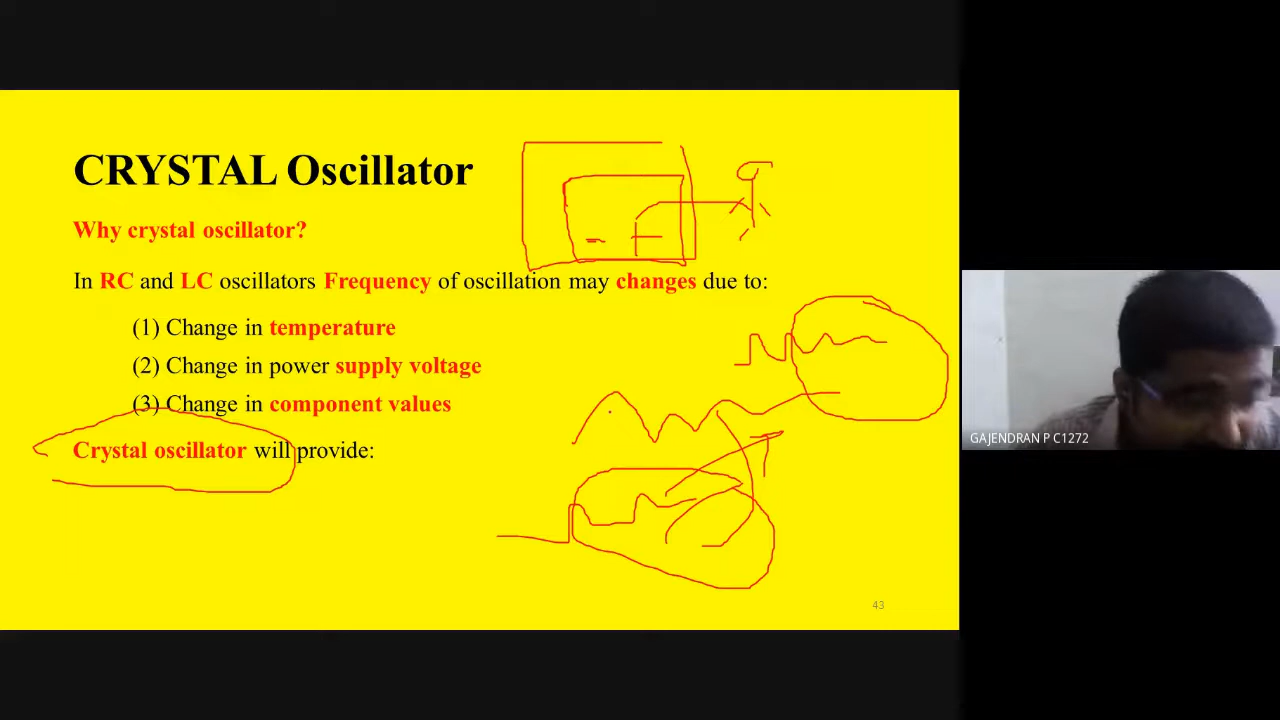 CRYSTAL Oscillator
Why crystal oscillator?
In RC and LC oscillators Frequency of oscillation may changes due to:
(1) Change in temperature
(2) Change in power supply voltage
(3) Change in component values
Crystal oscillator will provide:
43
GAJENDRAN P C1272